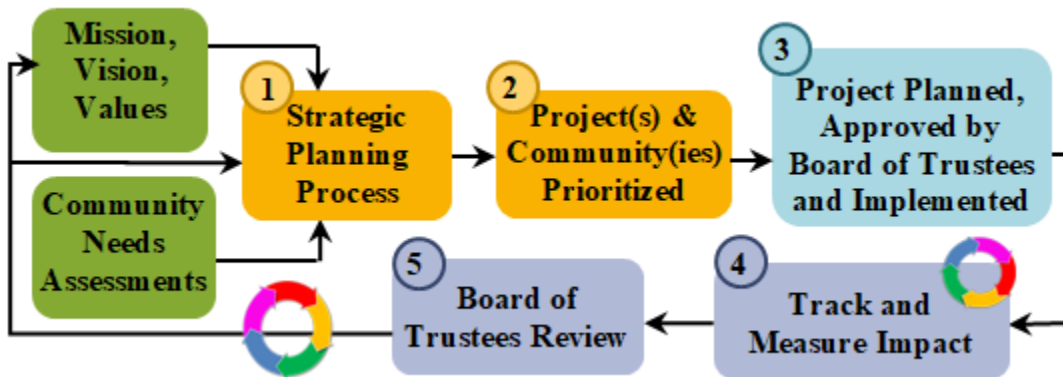 Mission,
Vision,
Values
1
Strategic
Planning
Process
2
Project(s) &
Community(ies)
Prioritized
3
Project Planned,
Approved by
Board of Trustees
and Implemented
Community
Needs
Assessments
5
Board of
Trustees Review
4
Track and
Measure Impact